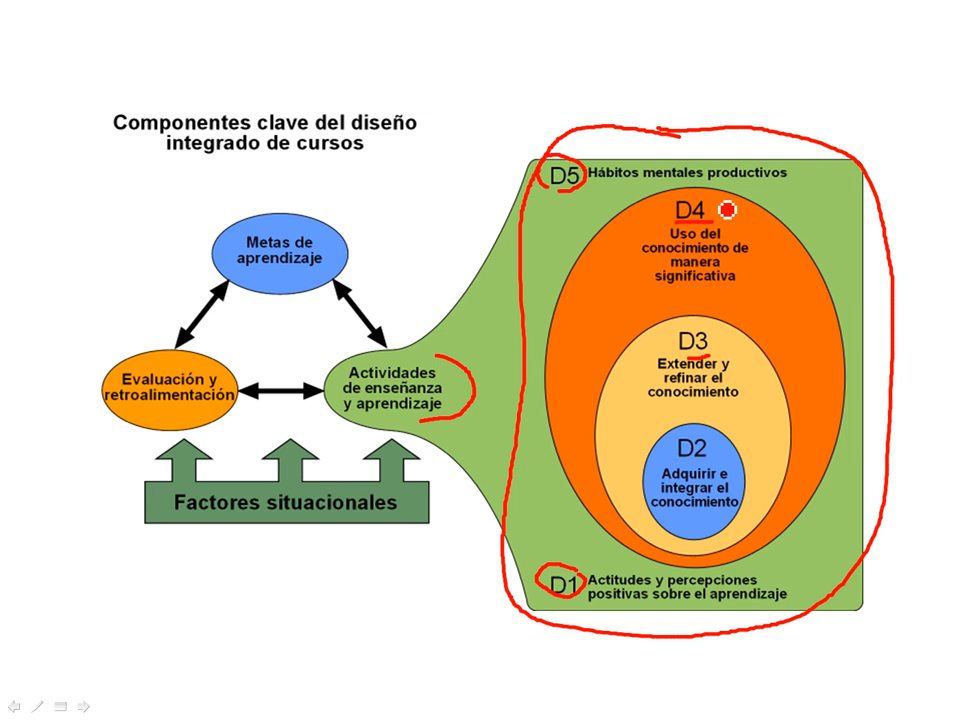 Componentes clave del diseño
integrado de cursos
Metas de
aprendizaje
Evaluación y
retroalimentación
Actividades
de enseñanza
y aprendizaje
Factores situacionales
D5 Hábitos mentales productivos
D4
Uso del
conocimiento de
manera
significativa
D3
Extender y
refinar el
conocimiento
D2
Adquirir e
integrar el
conocimiento
D1 Actitudes y percepciones
positivas sobre el aprendizaje